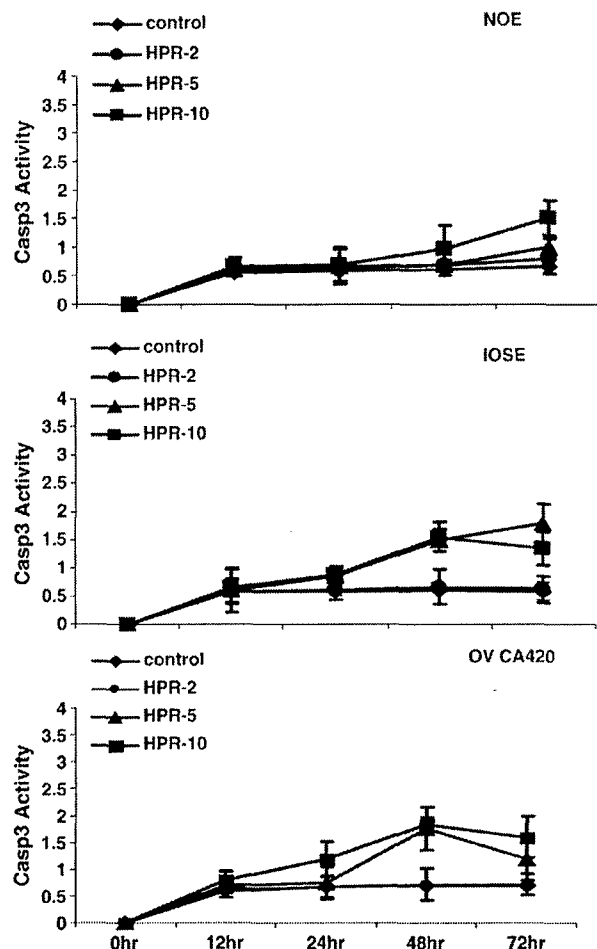 control
NOE
HPR-2
HPR-5
HPR-10
Casp3 Activity
4
3.5
3
2.5
2
1.5
1
0.5
0
control
IOSE
HPR-2
HPR-5
HPR-10
Casp3 Activity
4
3.5
3
2.5
2
1.5
1
0.5
0
control
OV CA420
HPR-2
HPR-5
HPR-10
Casp3 Activity
4
3.5
3
2.5
2
1.5
1
0.5
0
0hr 12hr 24hr 48hr 72hr